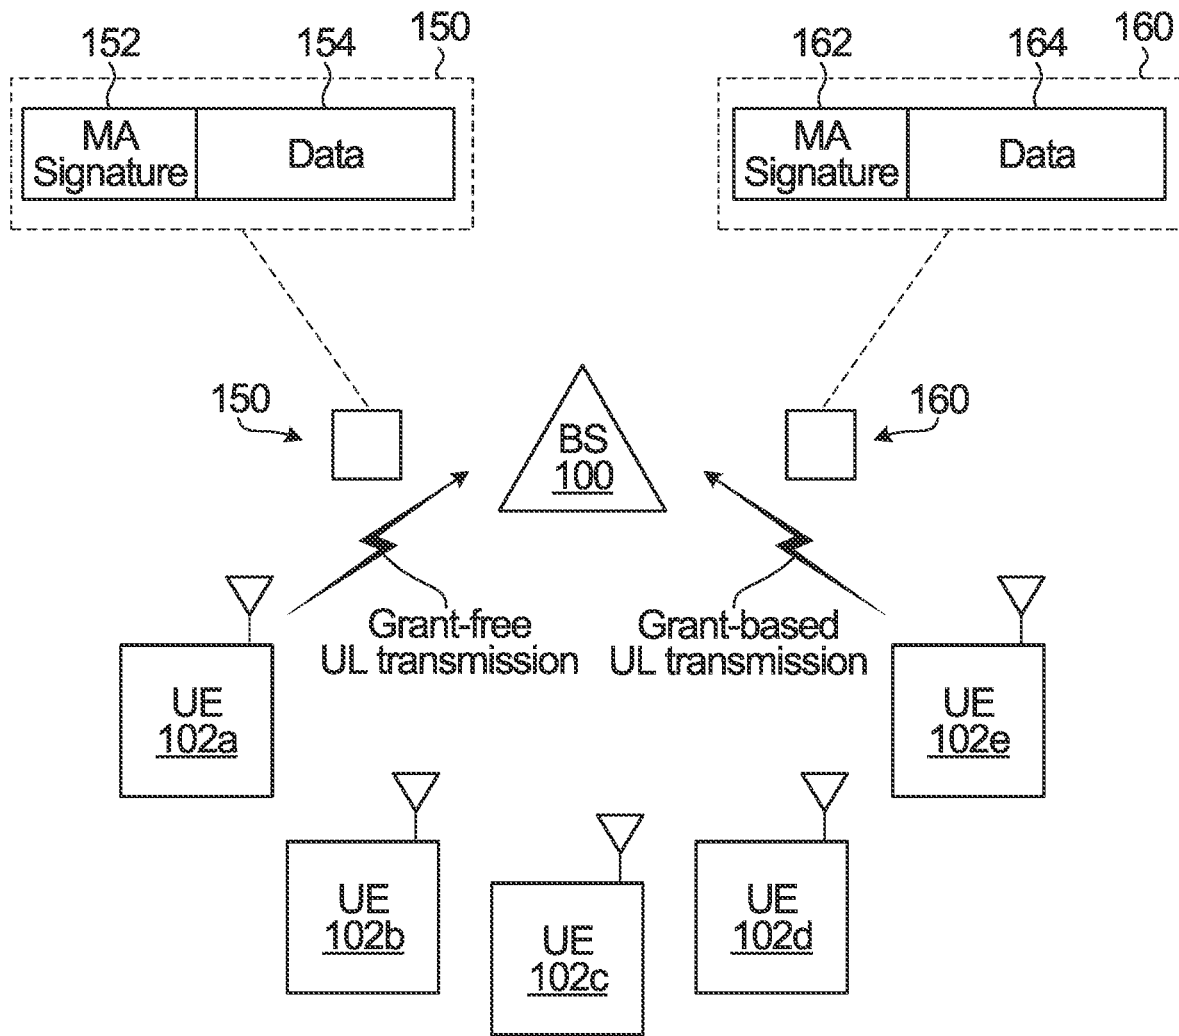 152
154
150
MA
Signature
Data
162
164
160
MA
Signature
Data
150
BS
100
160
Grant-free
UL transmission
Grant-based
UL transmission
UE
102a
UE
102e
UE
102b
UE
102c
UE
102d